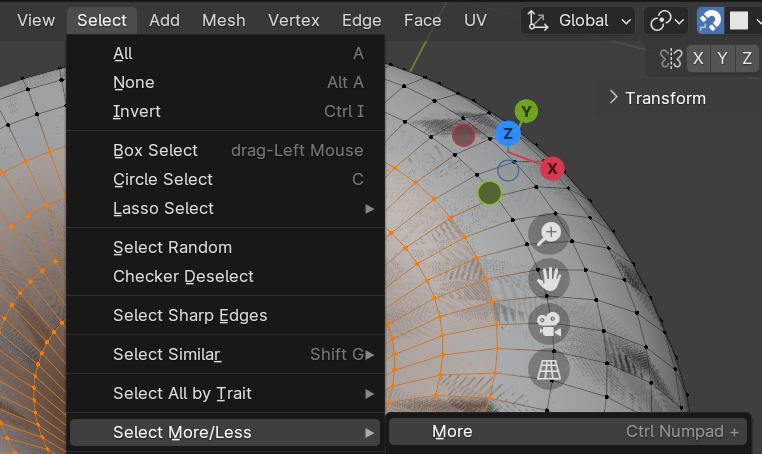 View Select Add Mesh Vertex Edge Face UV Global
X Y Z
Transform
All A
None Alt A
Invert Ctrl I
Box Select drag-Left Mouse
Circle Select C
Lasso Select
Select Random
Checker Deselect
Select Sharp Edges
Select Similar Shift G
Select All by Trait
Select More/Less
More Ctrl Numpad +
Y
Z
X